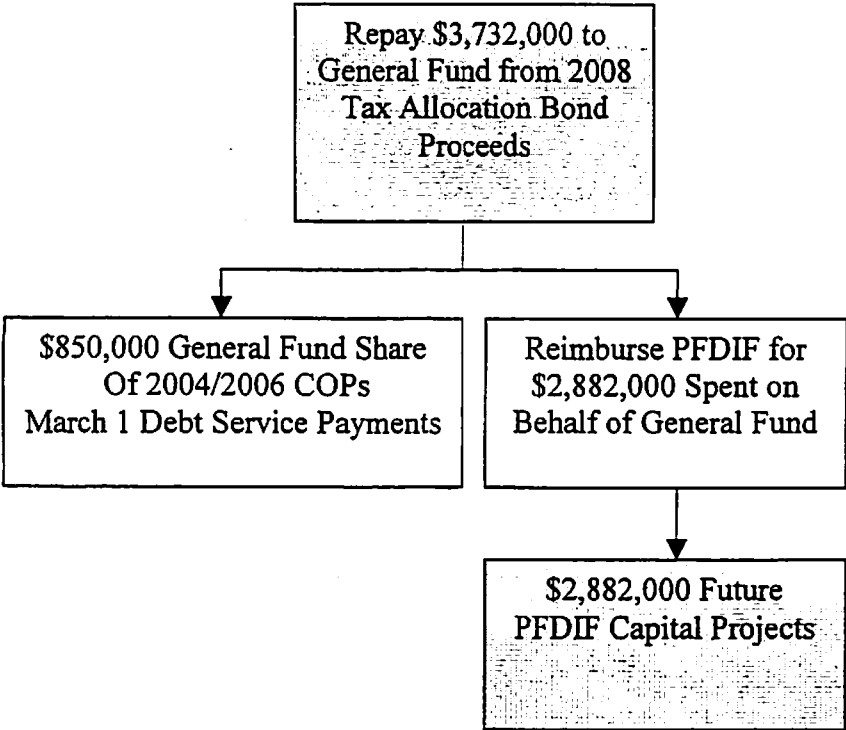 Repay $3,732,000 to
General Fund from 2008
Tax Allocation Bond
Proceeds
$850,000 General Fund Share
Of 2004/2006 COPs
March 1 Debt Service Payments
Reimburse PFDIF for
$2,882,000 Spent on
Behalf of General Fund
$2,882,000 Future
PFDIF Capital Projects